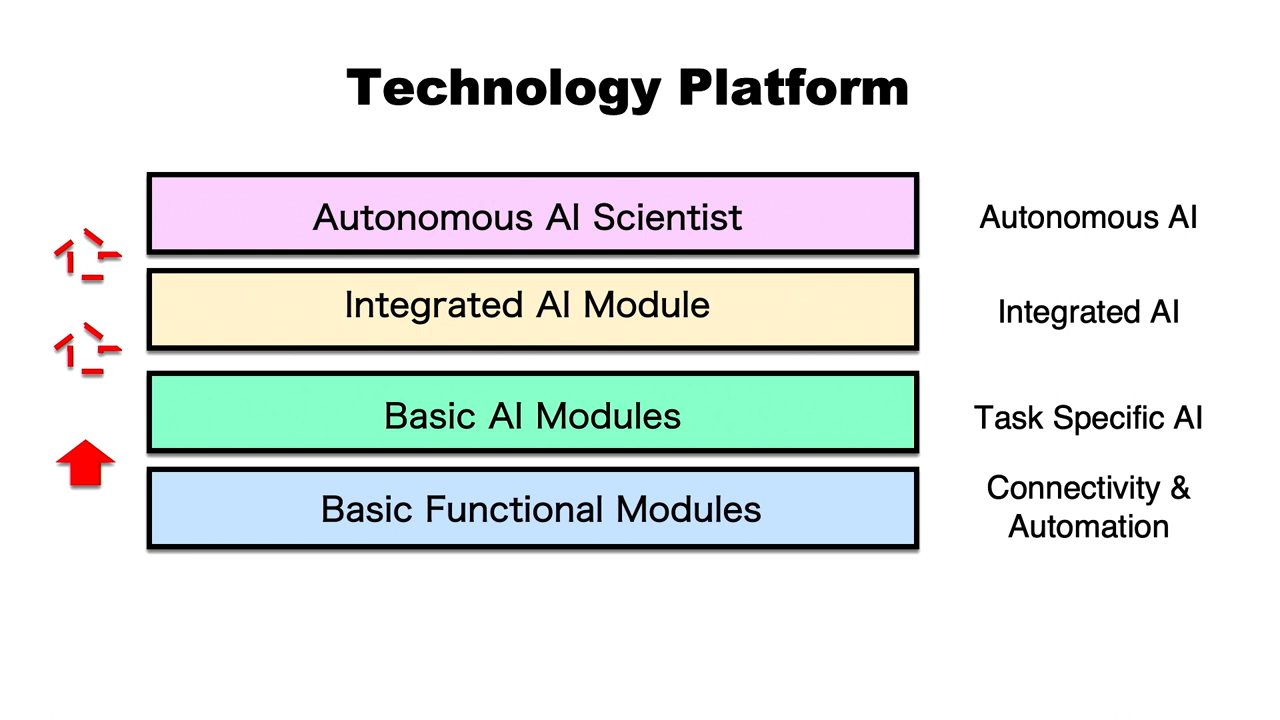 Technology Platform
Autonomous AI Scientist
Autonomous AI
Integrated AI Module
Integrated AI
Basic AI Modules
Task Specific AI
Basic Functional Modules
Connectivity &
Automation